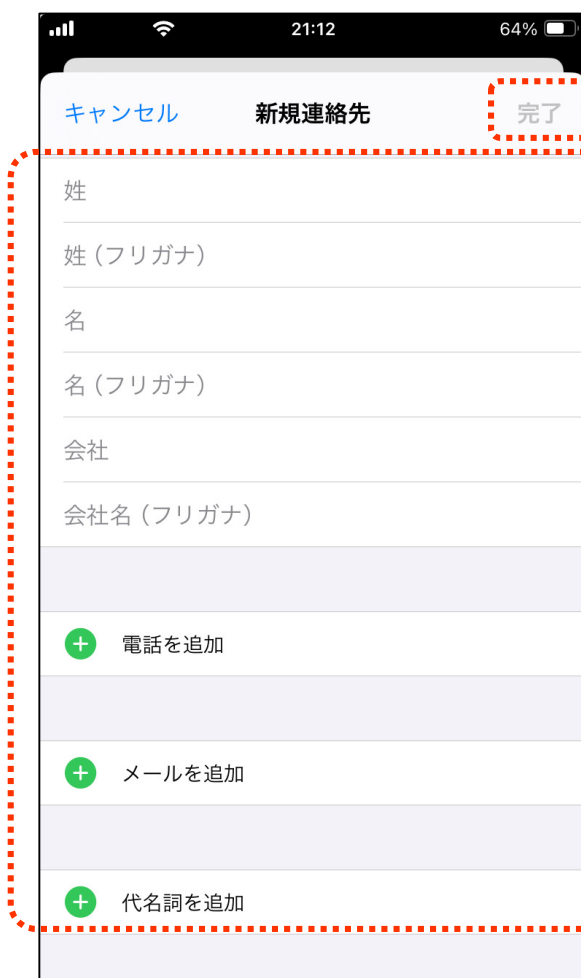 21:12
64%
キャンセル 新規連絡先 完了
姓
姓（フリガナ）
名
名（フリガナ）
会社
会社名（フリガナ）
電話を追加
メールを追加
代名詞を追加